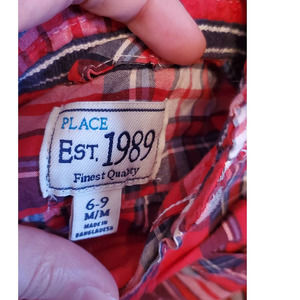 PLACE
EST. 1989
Finest Quality
6-9
M/M
MADE IN
BANGLADESH